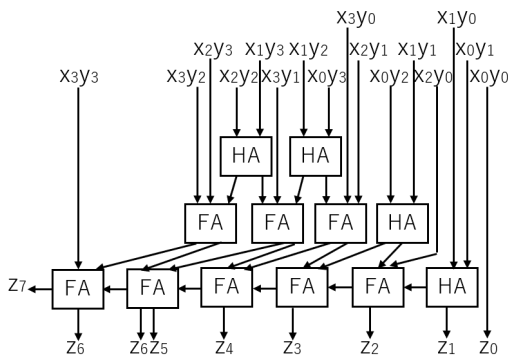 x3y0
x2y3 x1y3 x1y2 x2y1 x1y1 x1y0 x0y1
x3y3 x3y2 x2y2 x3y1 x0y3 x0y2 x2y0 x0y0
HA HA
FA FA FA HA
z7 FA FA FA FA FA HA
z6 z6 z5 z4 z3 z2 z1 z0